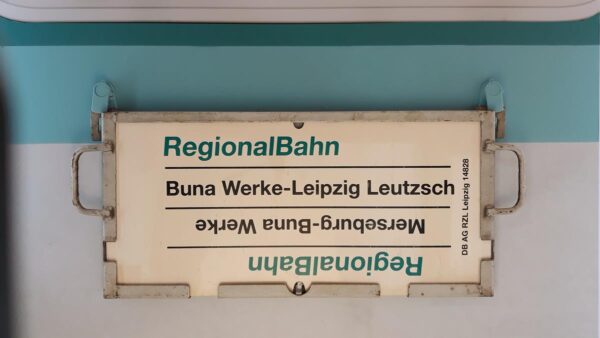 RegionalBahn
Buna Werke-Leipzig Leutzsch
Merseburg-Buna Werke
RegionalBahn
DB AG RZL Leipzig 14828